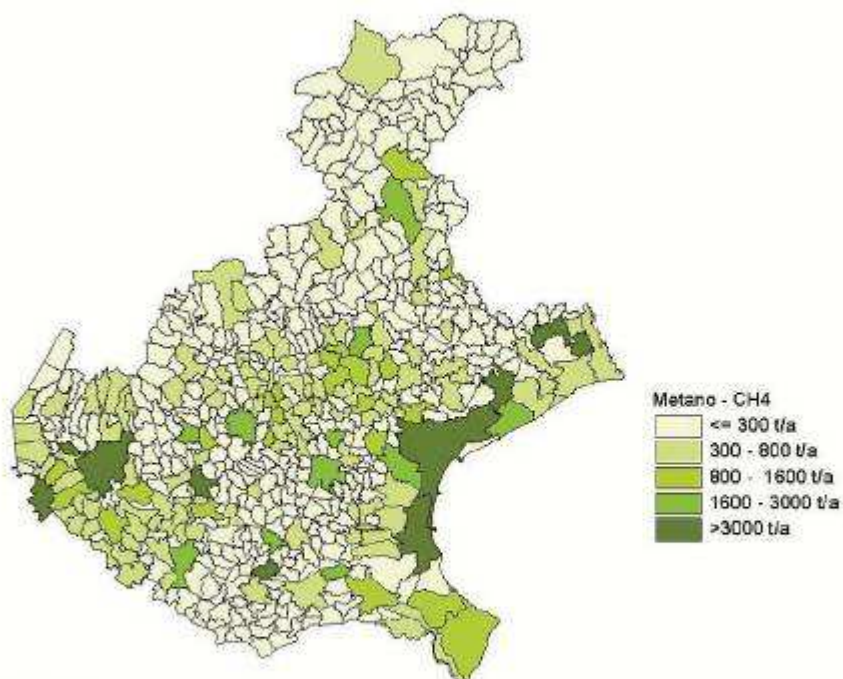 Metano - CH4
<= 300 t/a
300 - 800 t/a
800 - 1600 t/a
1600 - 3000 t/a
>3000 t/a